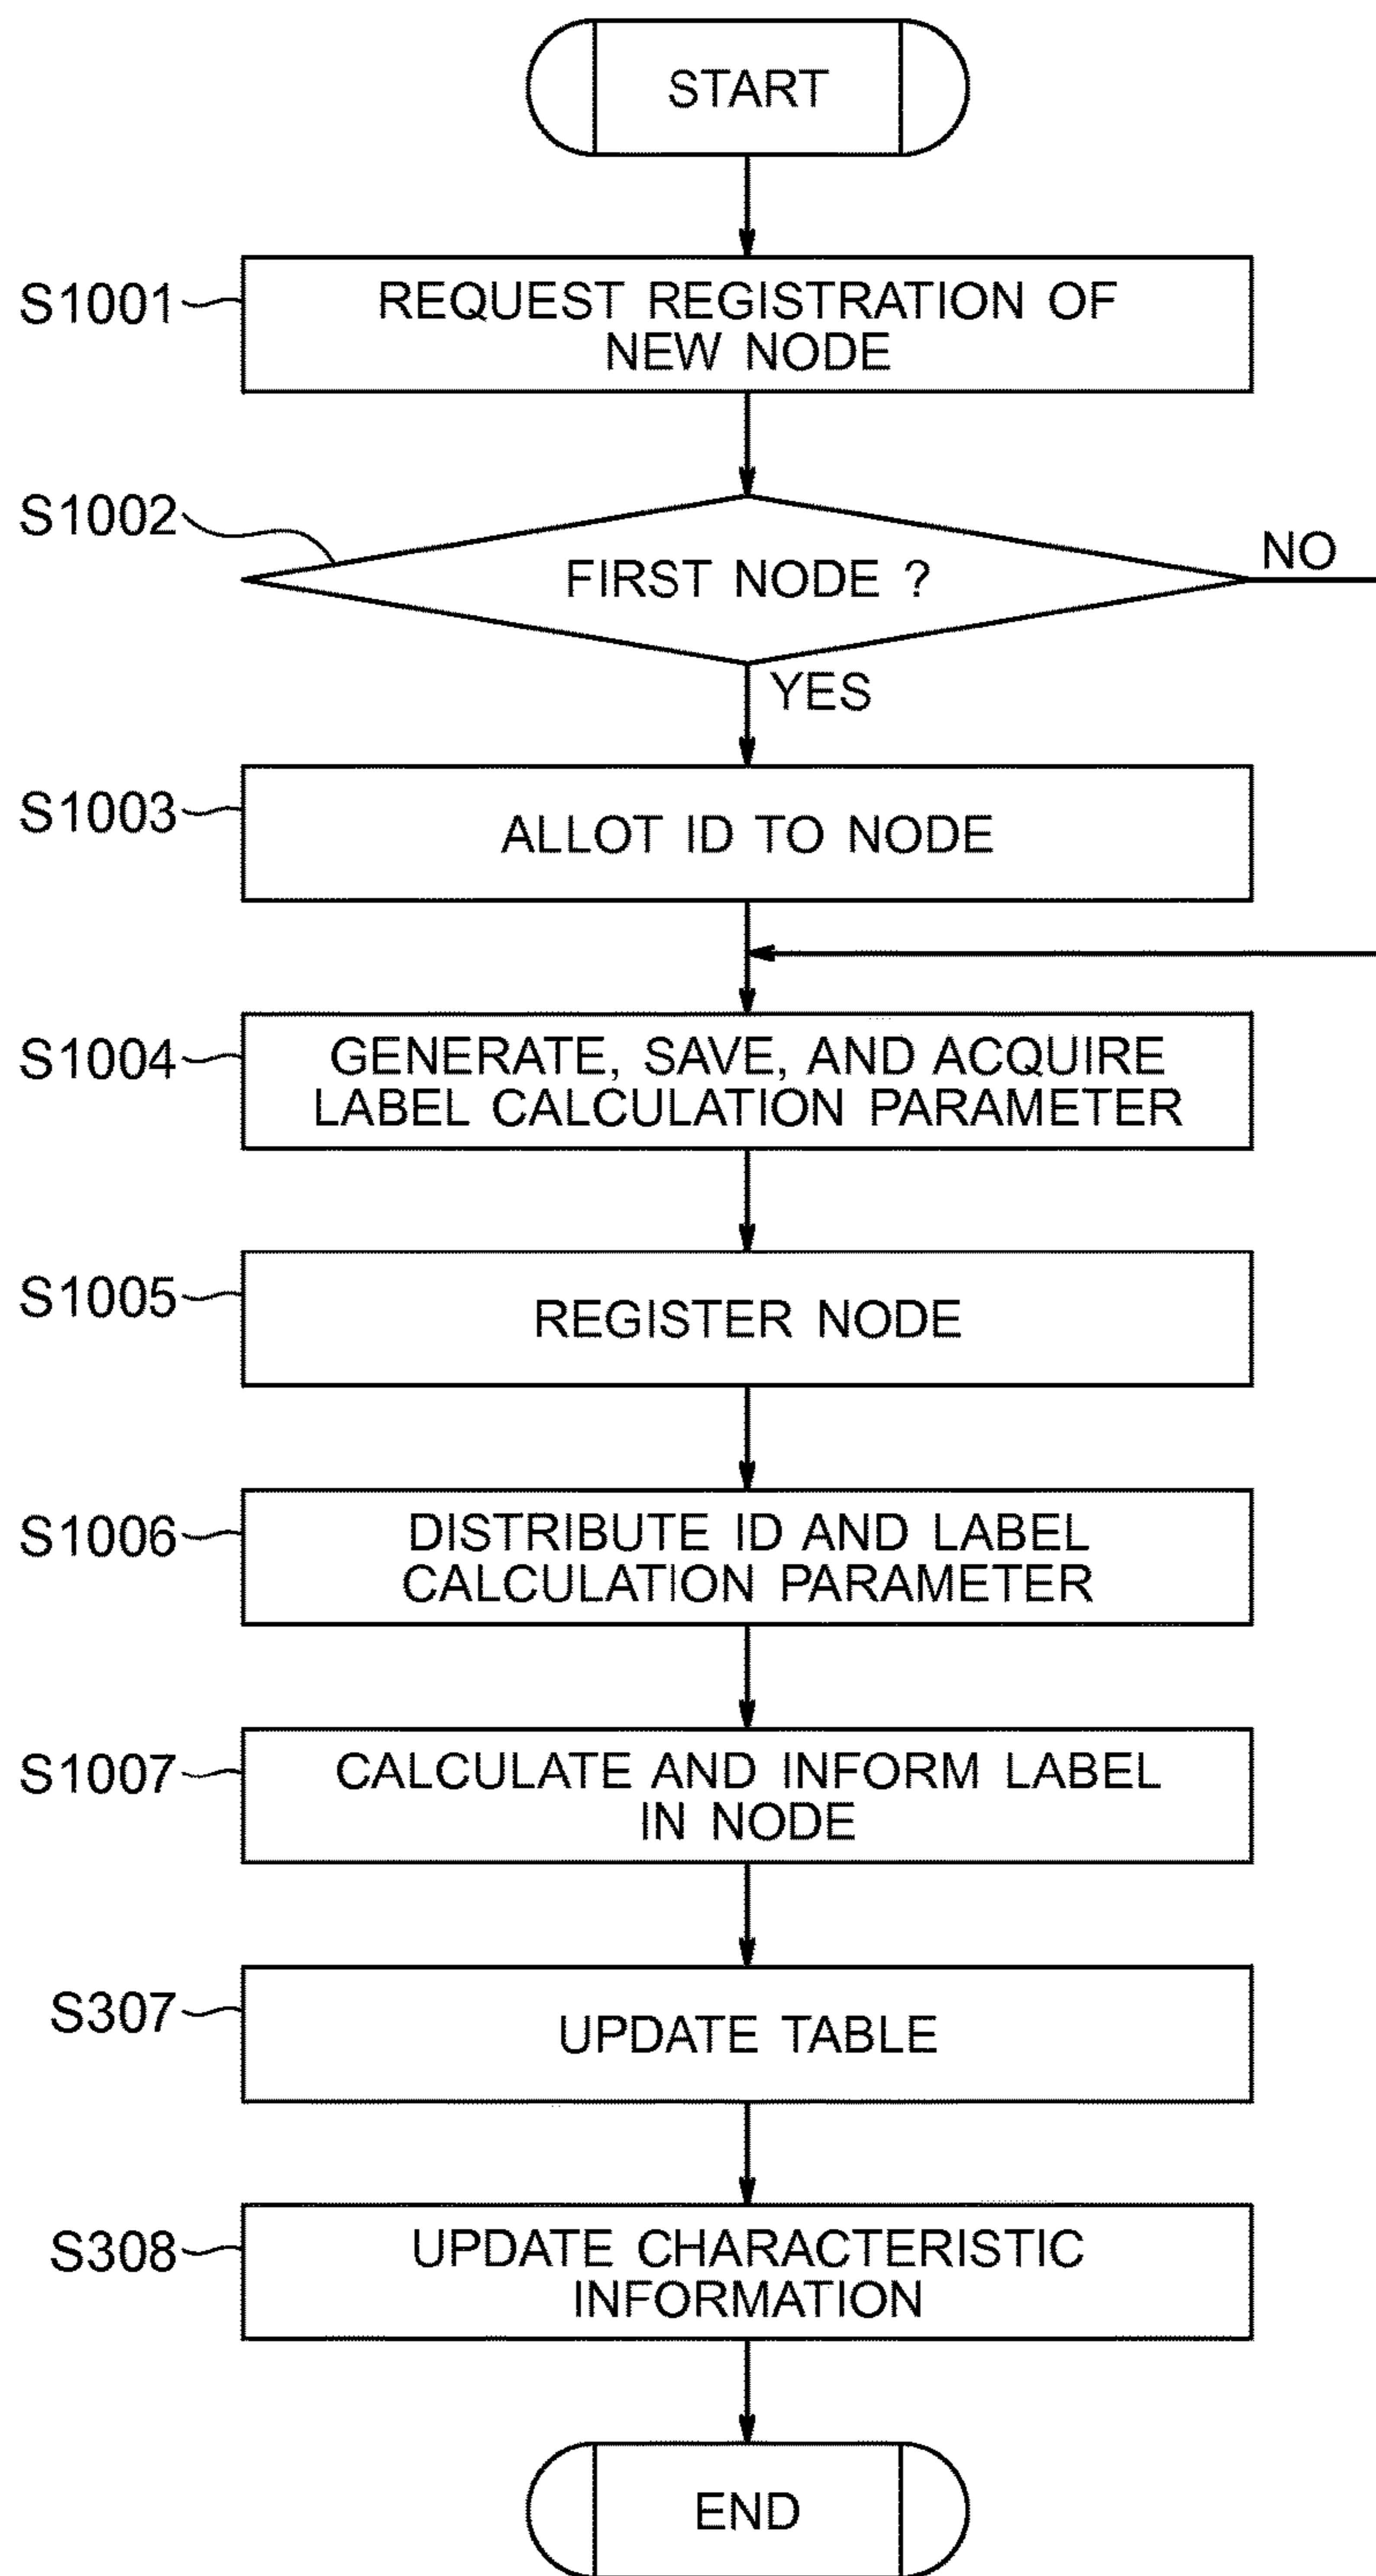 START
S1001
REQUEST REGISTRATION OF
NEW NODE
S1002
FIRST NODE ?
NO
YES
S1003
ALLOT ID TO NODE
S1004
GENERATE, SAVE, AND ACQUIRE
LABEL CALCULATION PARAMETER
S1005
REGISTER NODE
S1006
DISTRIBUTE ID AND LABEL
CALCULATION PARAMETER
S1007
CALCULATE AND INFORM LABEL
IN NODE
S307
UPDATE TABLE
S308
UPDATE CHARACTERISTIC
INFORMATION
END